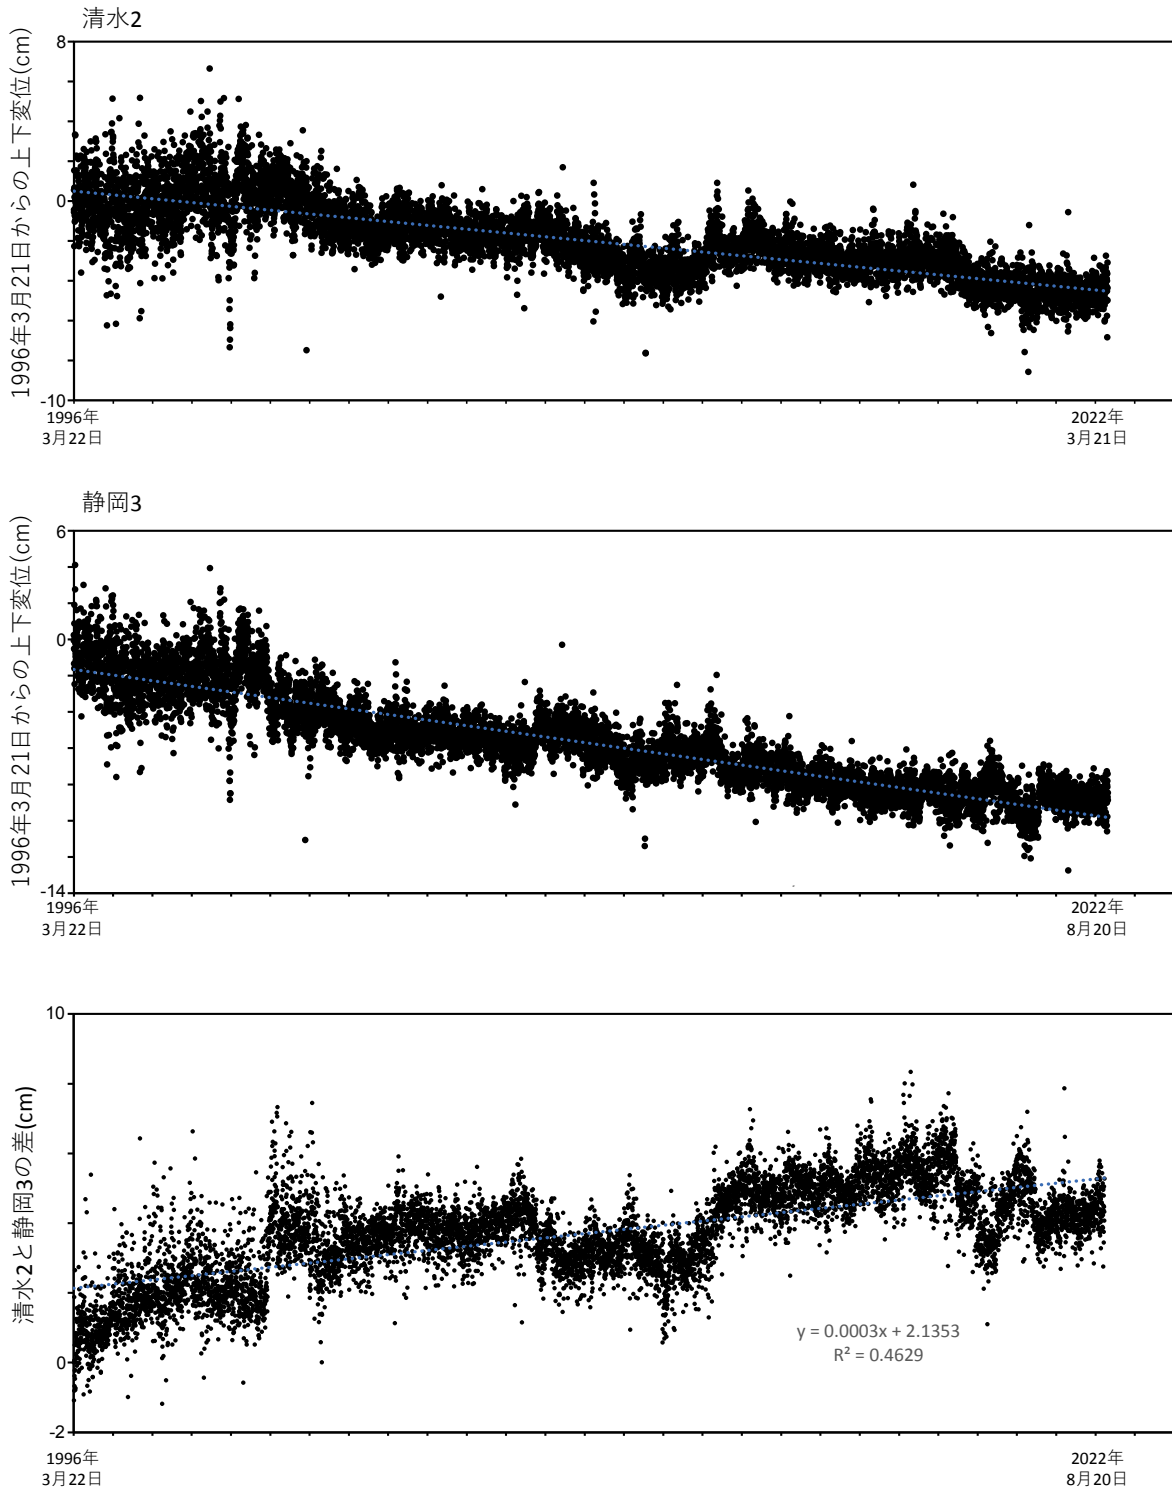 清水2
1996年3月21日からの上下変位(cm)
8
0
-10
1996年
3月22日
2022年
3月21日
静岡3
1996年3月21日からの上下変位(cm)
6
0
-14
1996年
3月22日
2022年
8月20日
清水2と静岡3の差(cm)
10
0
-2
y = 0.0003x + 2.1353
R² = 0.4629
1996年
3月22日
2022年
8月20日